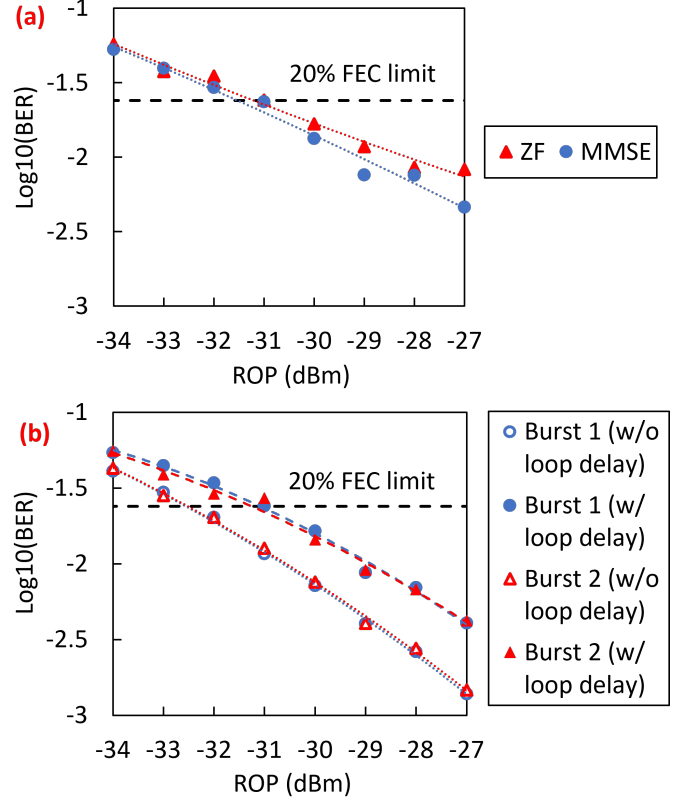 (a)
-1
-1.5
-2
-2.5
-3
Log10(BER)
20% FEC limit
-34 -33 -32 -31 -30 -29 -28 -27
ROP (dBm)
ZF MMSE
(b)
-1
-1.5
-2
-2.5
-3
Log10(BER)
20% FEC limit
-34 -33 -32 -31 -30 -29 -28 -27
ROP (dBm)
Burst 1 (w/o
loop delay)
Burst 1 (w/
loop delay)
Burst 2 (w/o
loop delay)
Burst 2 (w/
loop delay)